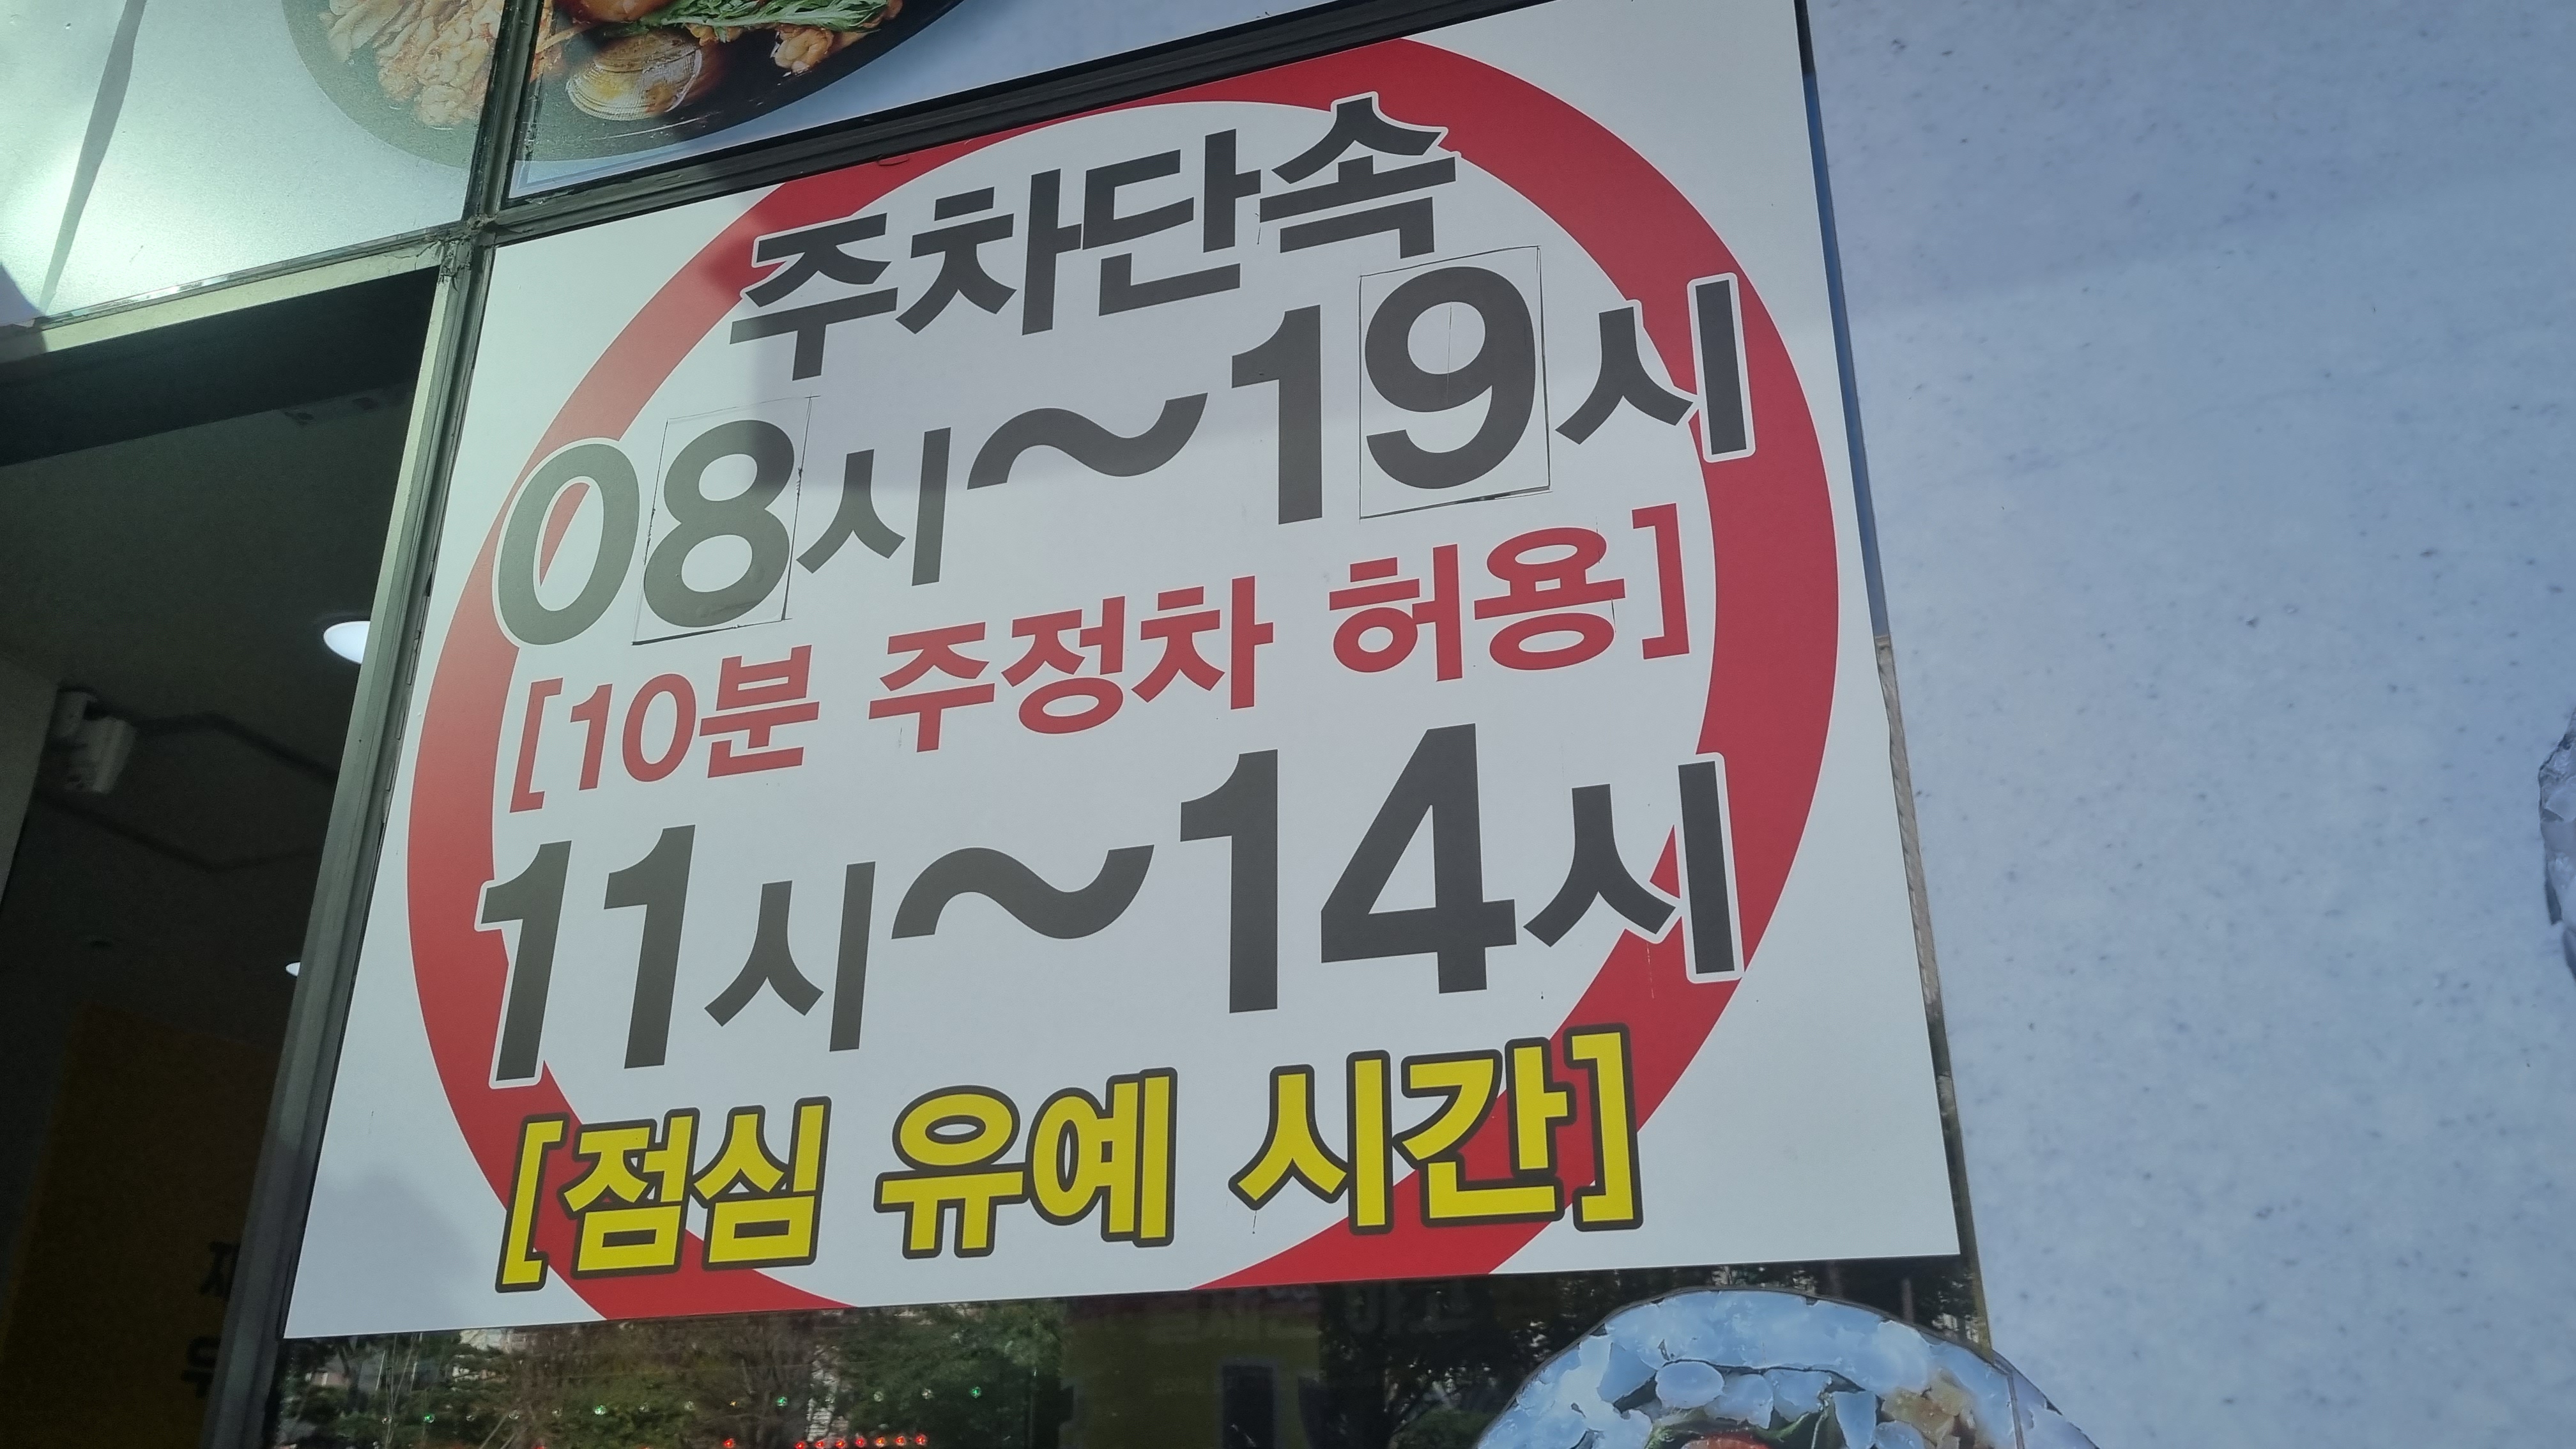 주차단속
08시~19시
[10분 주정차 허용]
11시~14시
[점심 유예 시간]